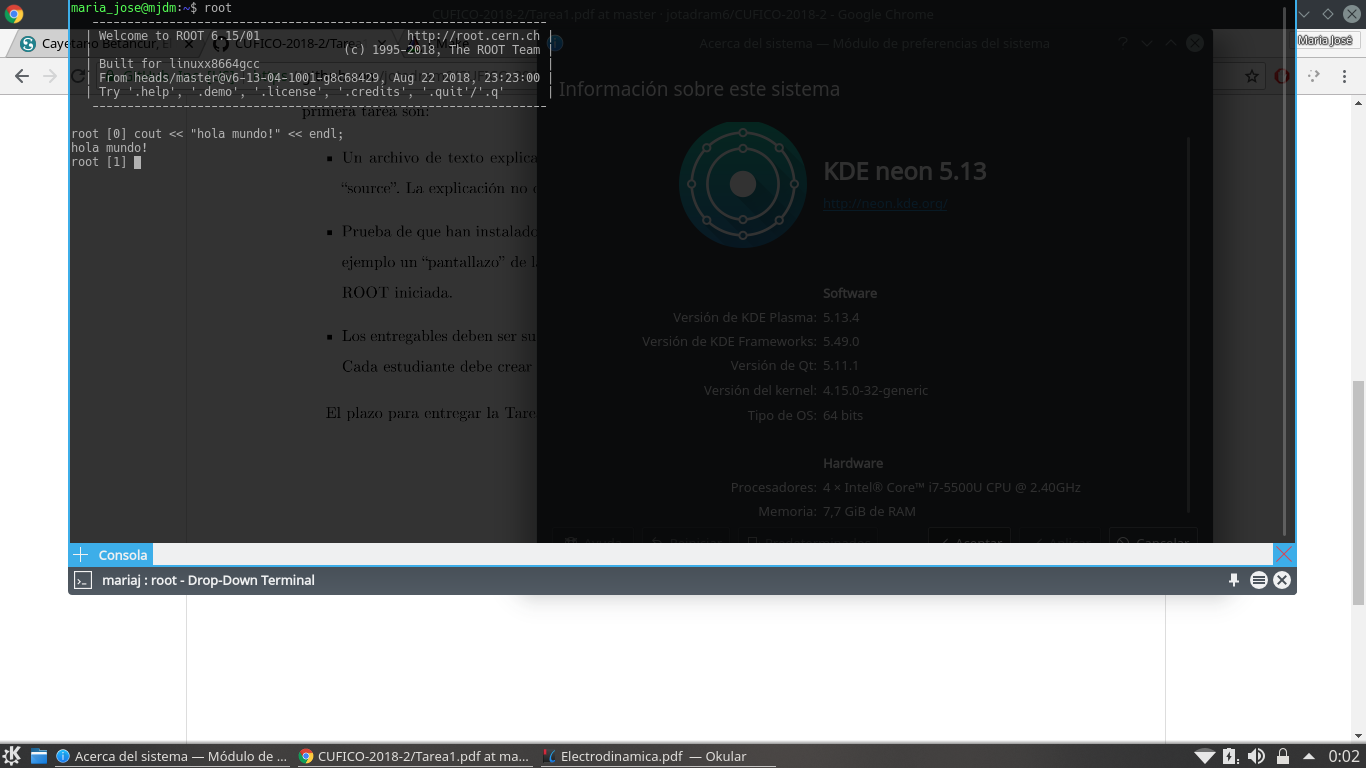 CUFICO-2018-2/Tarea1.pdf at master · jotadram6/CUFICO-2018-2 - Google Chrome
maria_jose@mjdm:~$ root
Welcome to ROOT 6.15/01 http://root.cern.ch
(c) 1995-2018, The ROOT Team
Built for linuxx8664gcc
From heads/master@v6-13-04-1001-g8cb8429, Aug 22 2018, 23:23:00
Try '.help', '.demo', '.license', '.credits', '.quit'/'.q'
root [0] cout << "hola mundo!" << endl;
hola mundo!
root [1]
Cayetano Betancur, E
CUFICO-2018-2/Tare
María José
Acerca del sistema — Módulo de preferencias del sistema
Información sobre este sistema
primera tarea son:
Un archivo de texto explica
“source”. La explicación no
Prueba de que han instalado
ejemplo un “pantallazo” de
ROOT iniciada.
Los entregables deben ser su
Cada estudiante debe crear
El plazo para entregar la Tare
KDE neon 5.13
http://neon.kde.org/
Software
Versión de KDE Plasma: 5.13.4
Versión de KDE Frameworks: 5.49.0
Versión de Qt: 5.11.1
Versión del kernel: 4.15.0-32-generic
Tipo de OS: 64 bits
Hardware
Procesadores: 4 × Intel® Core™ i7-5500U CPU @ 2.40GHz
Memoria: 7,7 GiB de RAM
Aceptar
Cancelar
Consola
mariaj : root - Drop-Down Terminal
Acerca del sistema — Módulo de ...
CUFICO-2018-2/Tarea1.pdf at ma...
Electrodinamica.pdf — Okular
0:02